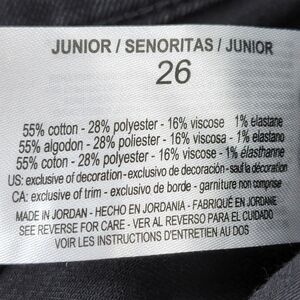 JUNIOR / SENORITAS / JUNIOR
26
55% cotton - 28% polyester - 16% viscose - 1% elastane
55% algodon - 28% poliester - 16% viscosa - 1% elastano
55% coton - 28% polyester - 16% viscose - 1% élasthanne
US: exclusive of decoration-exclusivo de decoración- sauf la décoration
CA: exclusive of trim - exclusivo de borde - garniture non comprise
MADE IN JORDAN - HECHO EN JORDANIA - FABRIQUÉ EN JORDANIE
SEE REVERSE FOR CARE - VER AL REVERSO PARA EL CUIDADO
VOIR LES INSTRUCTIONS D'ENTRETIEN AU DOS